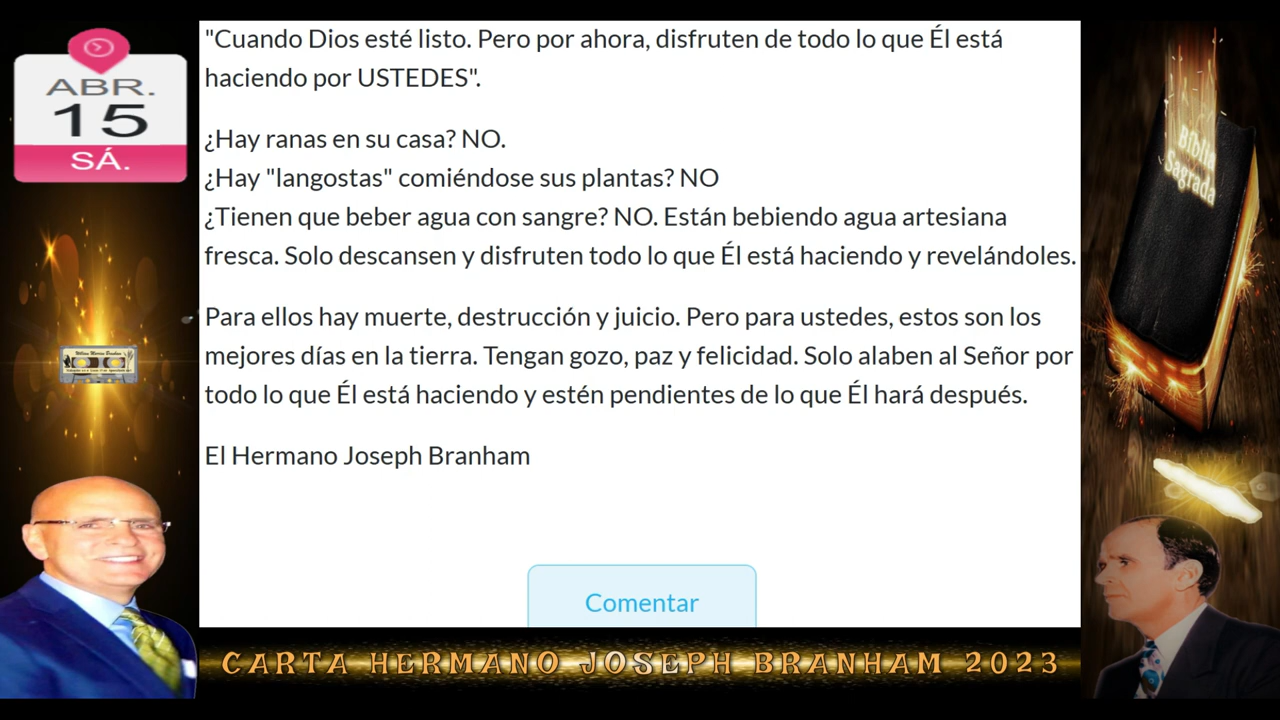 ABR.
15
SÁ.
"Cuando Dios esté listo. Pero por ahora, disfruten de todo lo que Él está
haciendo por USTEDES".
¿Hay ranas en su casa? NO.
¿Hay "langostas" comiéndose sus plantas? NO
¿Tienen que beber agua con sangre? NO. Están bebiendo agua artesiana
fresca. Solo descansen y disfruten todo lo que Él está haciendo y revelándoles.
Para ellos hay muerte, destrucción y juicio. Pero para ustedes, estos son los
mejores días en la tierra. Tengan gozo, paz y felicidad. Solo alaben al Señor por
todo lo que Él está haciendo y estén pendientes de lo que Él hará después.
El Hermano Joseph Branham
Comentar
Biblia
Sagrada
CARTA HERMANO JOSEPH BRANHAM 2023